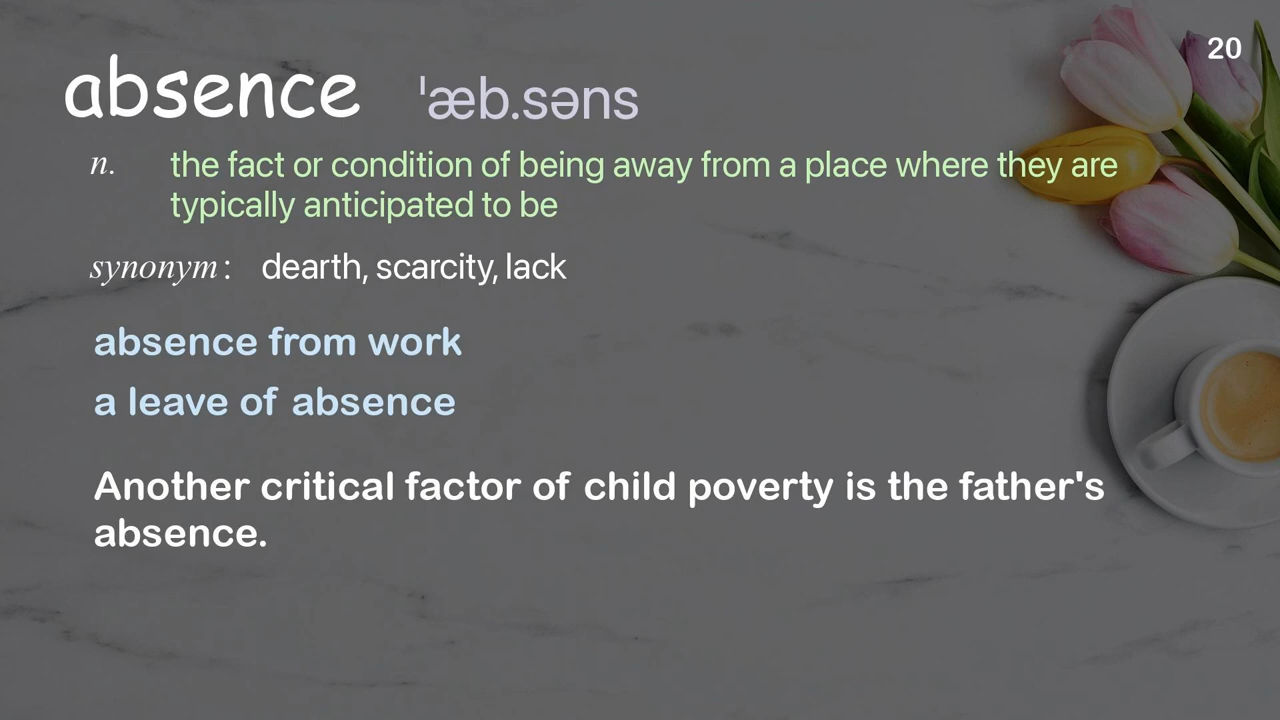 20
absence ˈæb.səns
n. the fact or condition of being away from a place where they are
typically anticipated to be
synonym: dearth, scarcity, lack
absence from work
a leave of absence
Another critical factor of child poverty is the father's
absence.